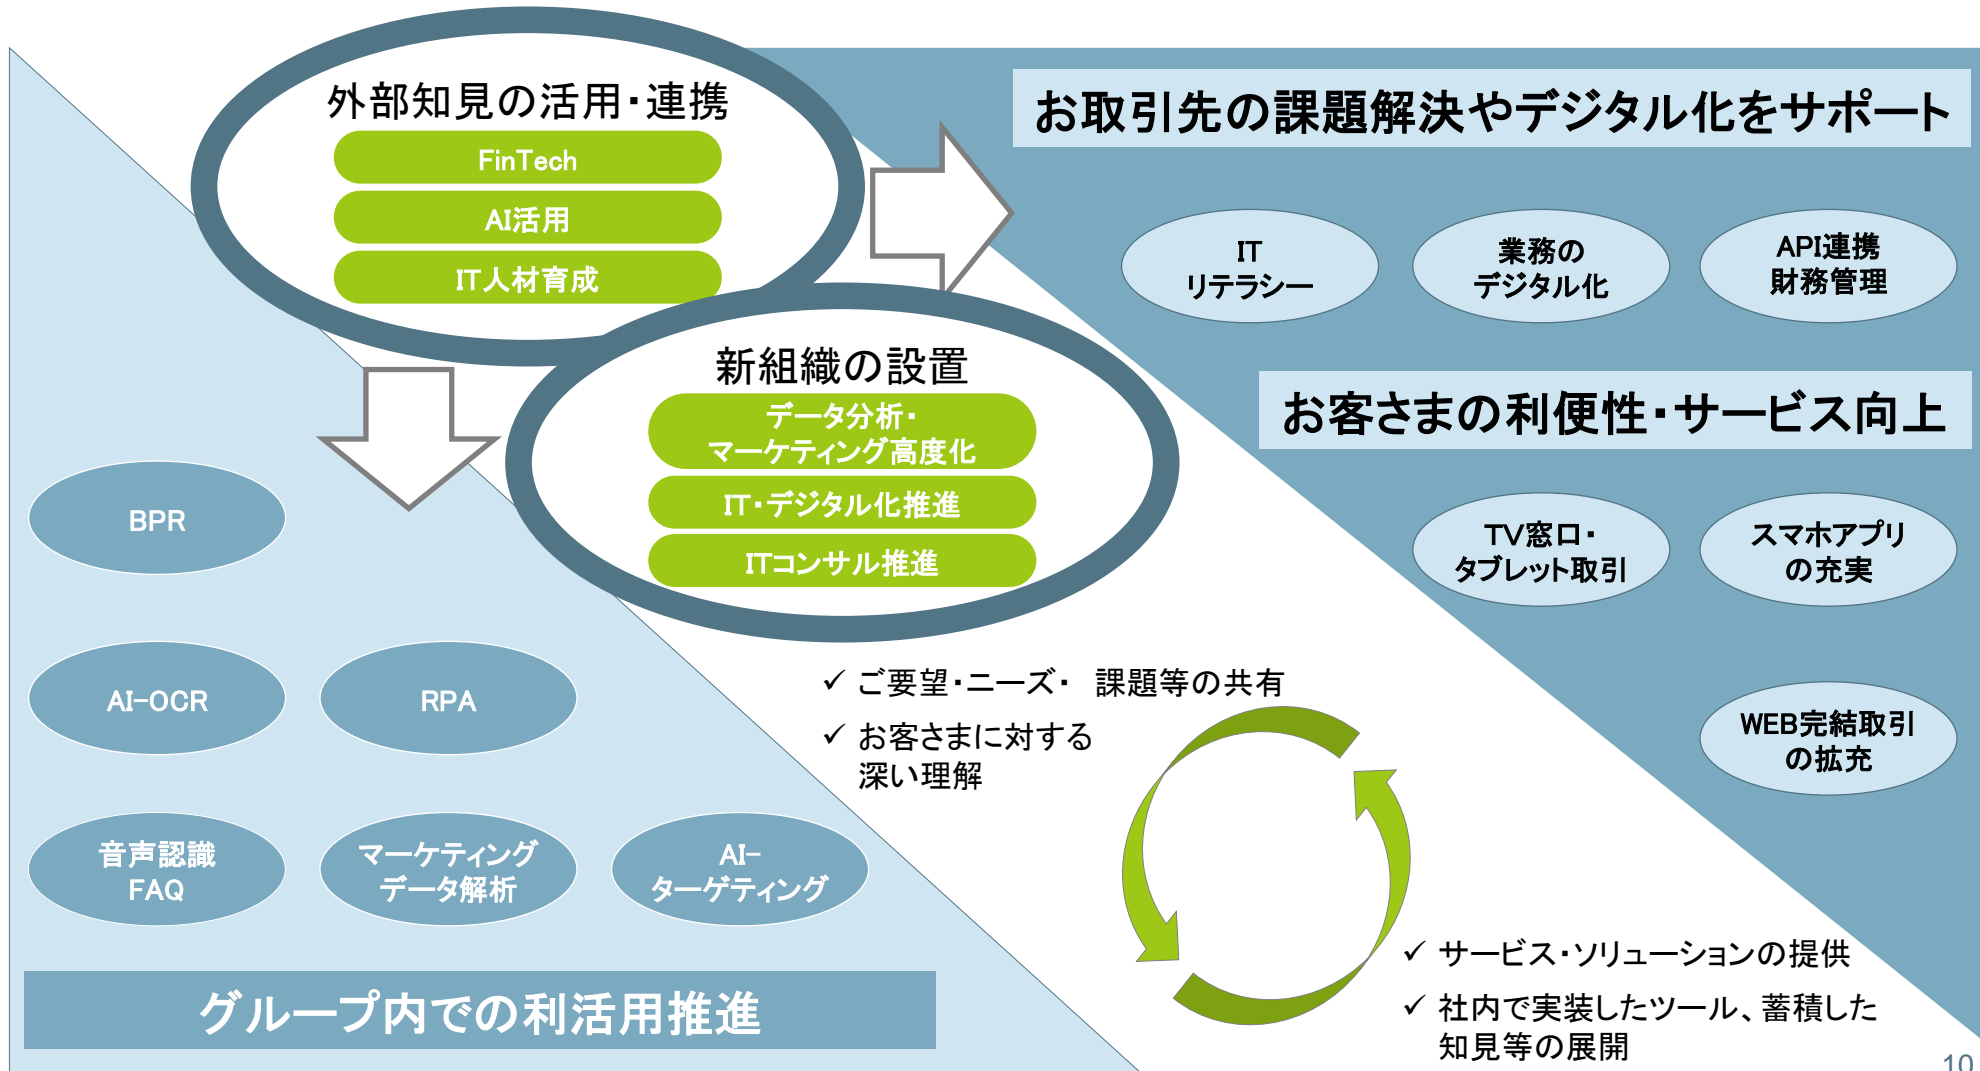 外部知見の活用・連携
FinTech
AI活用
IT人材育成
新組織の設置
データ分析・
マーケティング高度化
IT・デジタル化推進
ITコンサル推進
お取引先の課題解決やデジタル化をサポート
IT
リテラシー
業務の
デジタル化
API連携
財務管理
お客さまの利便性・サービス向上
TV窓口・
タブレット取引
スマホアプリ
の充実
WEB完結取引
の拡充
BPR
AI-OCR
RPA
音声認識
FAQ
マーケティング
データ解析
AI-
ターゲティング
グループ内での利活用推進
✓ ご要望・ニーズ・ 課題等の共有
✓ お客さまに対する
深い理解
✓ サービス・ソリューションの提供
✓ 社内で実装したツール、蓄積した
知見等の展開
10